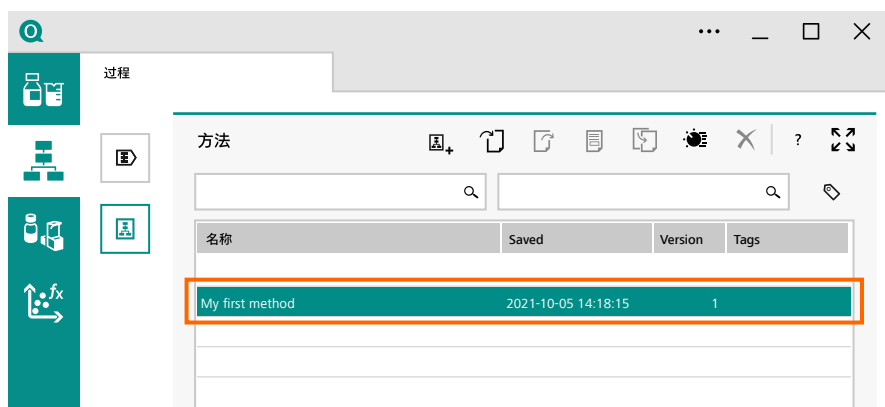 过程
方法
?
名称 Saved Version Tags
My first method 2021-10-05 14:18:15 1
fx